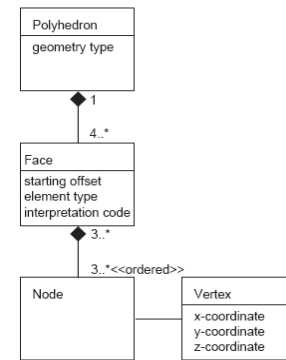 Polyhedron
geometry type
1
4..*
Face
starting offset
element type
interpretation code
3..*
3..*<<ordered>>
Node
Vertex
x-coordinate
y-coordinate
z-coordinate